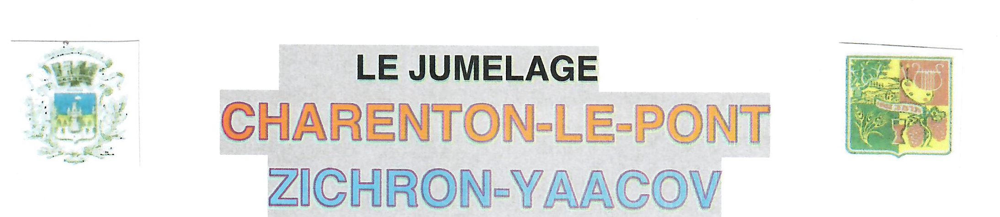 LE JUMELAGE
CHARENTON-LE-PONT
ZICHRON-YAACOV